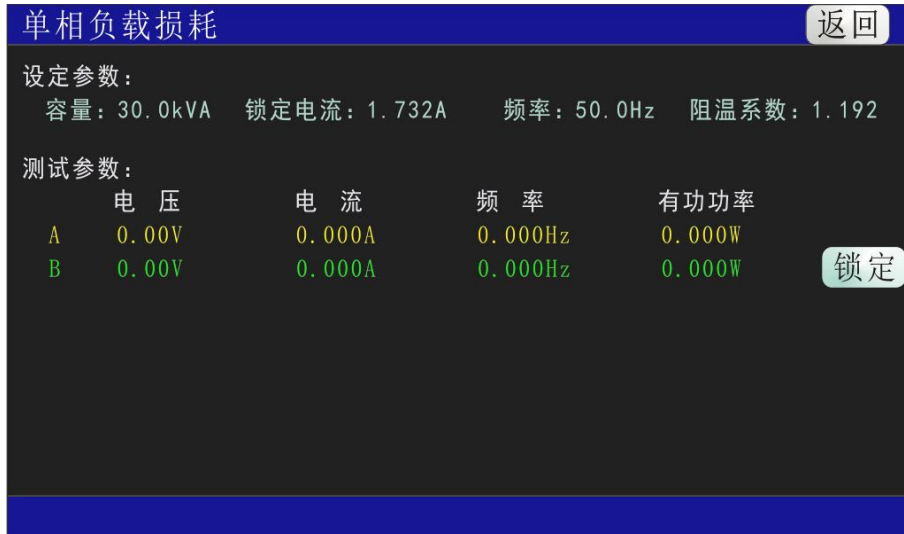 单相负载损耗 返回
设定参数：
容量：30.0kVA 锁定电流：1.732A 频率：50.0Hz 阻温系数：1.192
测试参数：
电 压 电 流 频 率 有功功率
A 0.00V 0.000A 0.000Hz 0.000W
B 0.00V 0.000A 0.000Hz 0.000W
锁定